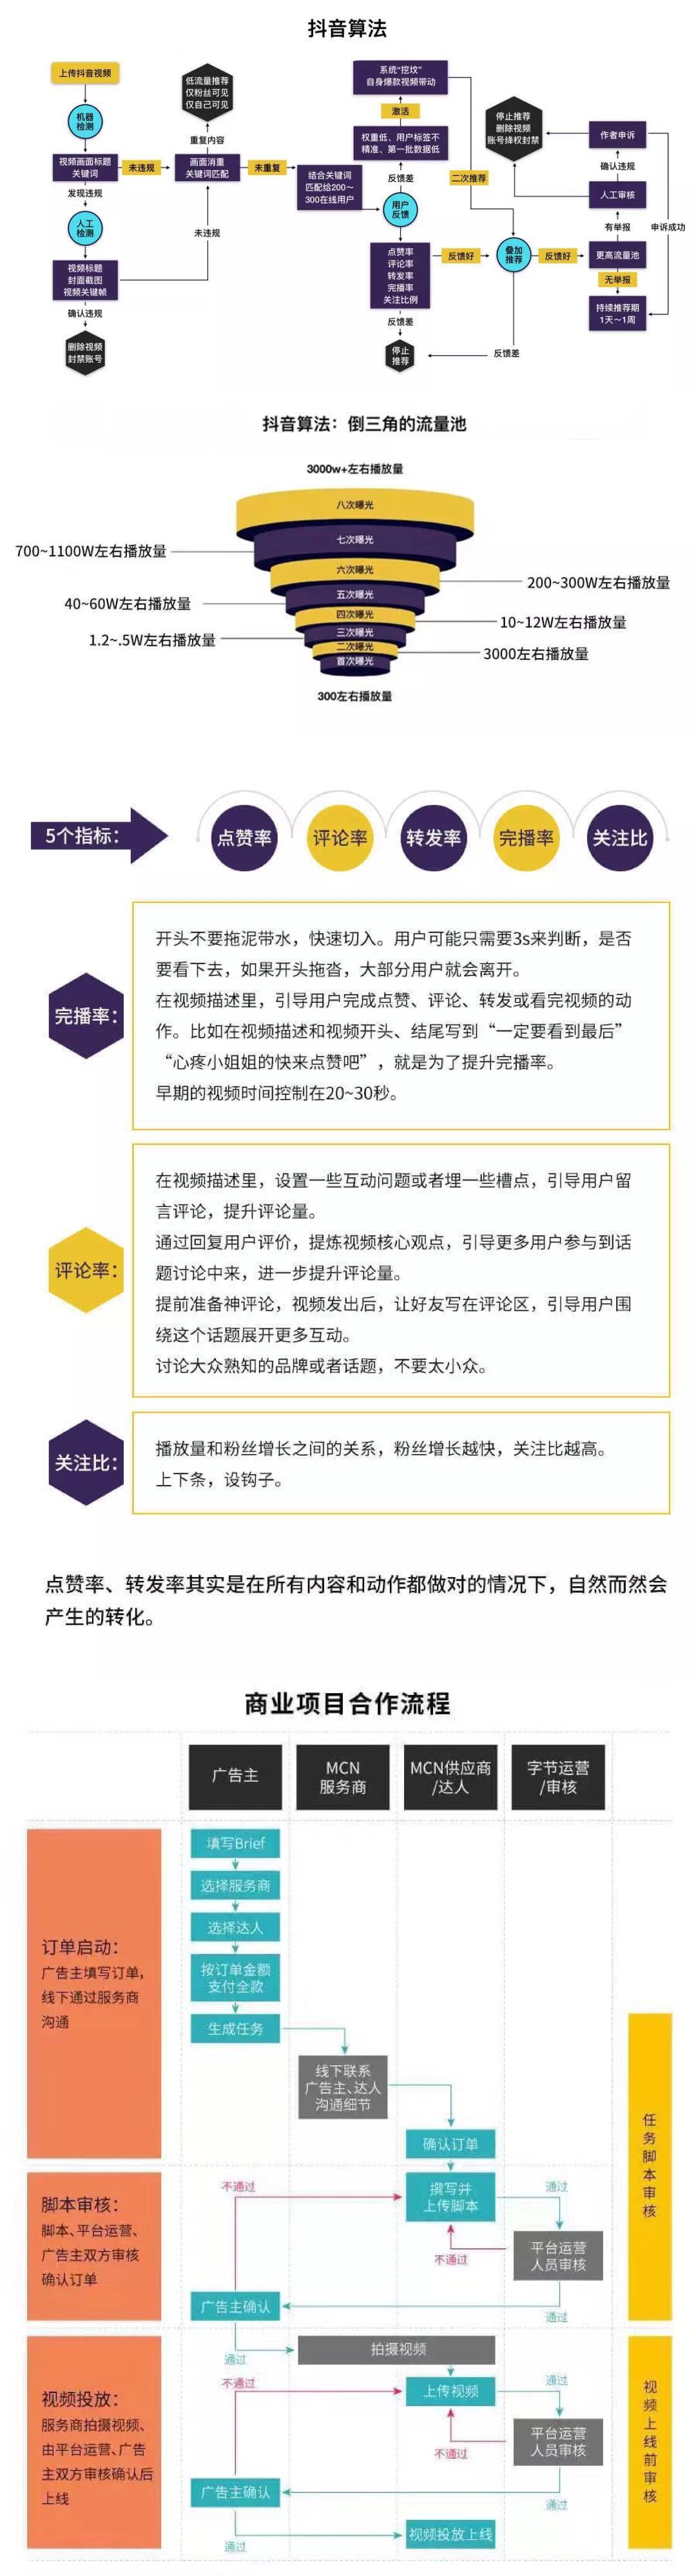 抖音算法
上传抖音视频
机器
检测
视频画面标题
关键词
未违规
发现违规
人工
检测
视频标题
封面截图
视频关键帧
确认违规
删除视频
封禁账号
未违规
低流量推荐
仅粉丝可见
仅自己可见
重复内容
画面消重
关键词匹配
未重复
结合关键词
匹配给200～
300在线用户
系统“挖坟”
自身爆款视频带动
激活
权重低、用户标签不
精准、第一批数据低
反馈差
用户
反馈
点赞率
评论率
转发率
完播率
关注比例
反馈差
停止
推荐
反馈好
二次推荐
叠加
推荐
反馈差
反馈好
停止推荐
删除视频
账号绛权封禁
作者申诉
确认违规
人工审核
有举报
申诉成功
更高流量池
无举报
持续推荐期
1天～1周
抖音算法：倒三角的流量池
3000w+左右播放量
八次曝光
七次曝光
700~1100W左右播放量
六次曝光
200~300W左右播放量
五次曝光
40~60W左右播放量
四次曝光
10~12W左右播放量
三次曝光
1.2~.5W左右播放量
二次曝光
3000左右播放量
首次曝光
300左右播放量
5个指标：
点赞率
评论率
转发率
完播率
关注比
完播率：
开头不要拖泥带水，快速切入。用户可能只需要3s来判断，是否
要看下去，如果开头拖沓，大部分用户就会离开。
在视频描述里，引导用户完成点赞、评论、转发或看完视频的动
作。比如在视频描述和视频开头、结尾写到“一定要看到最后”
“心疼小姐姐的快来点赞吧”，就是为了提升完播率。
早期的视频时间控制在20~30秒。
评论率：
在视频描述里，设置一些互动问题或者埋一些槽点，引导用户留
言评论，提升评论量。
通过回复用户评价，提炼视频核心观点，引导更多用户参与到话
题讨论中来，进一步提升评论量。
提前准备神评论，视频发出后，让好友写在评论区，引导用户围
绕这个话题展开更多互动。
讨论大众熟知的品牌或者话题，不要太小众。
关注比：
播放量和粉丝增长之间的关系，粉丝增长越快，关注比越高。
上下条，设钩子。
点赞率、转发率其实是在所有内容和动作都做对的情况下，自然而然会
产生的转化。
商业项目合作流程
广告主
MCN
服务商
MCN供应商
/达人
字节运营
/审核
订单启动：
广告主填写订单，
线下通过服务商
沟通
填写Brief
选择服务商
选择达人
按订单金额
支付全款
生成任务
线下联系
广告主、达人
沟通细节
确认订单
任务脚本审核
脚本审核：
脚本、平台运营、
广告主双方审核
确认订单
不通过
撰写并
上传脚本
通过
不通过
平台运营
人员审核
广告主确认
通过
通过
拍摄视频
视频投放：
服务商拍摄视频、
由平台运营、广告
主双方审核确认后
上线
不通过
上传视频
通过
不通过
平台运营
人员审核
广告主确认
通过
通过
视频投放上线
视频上线前审核